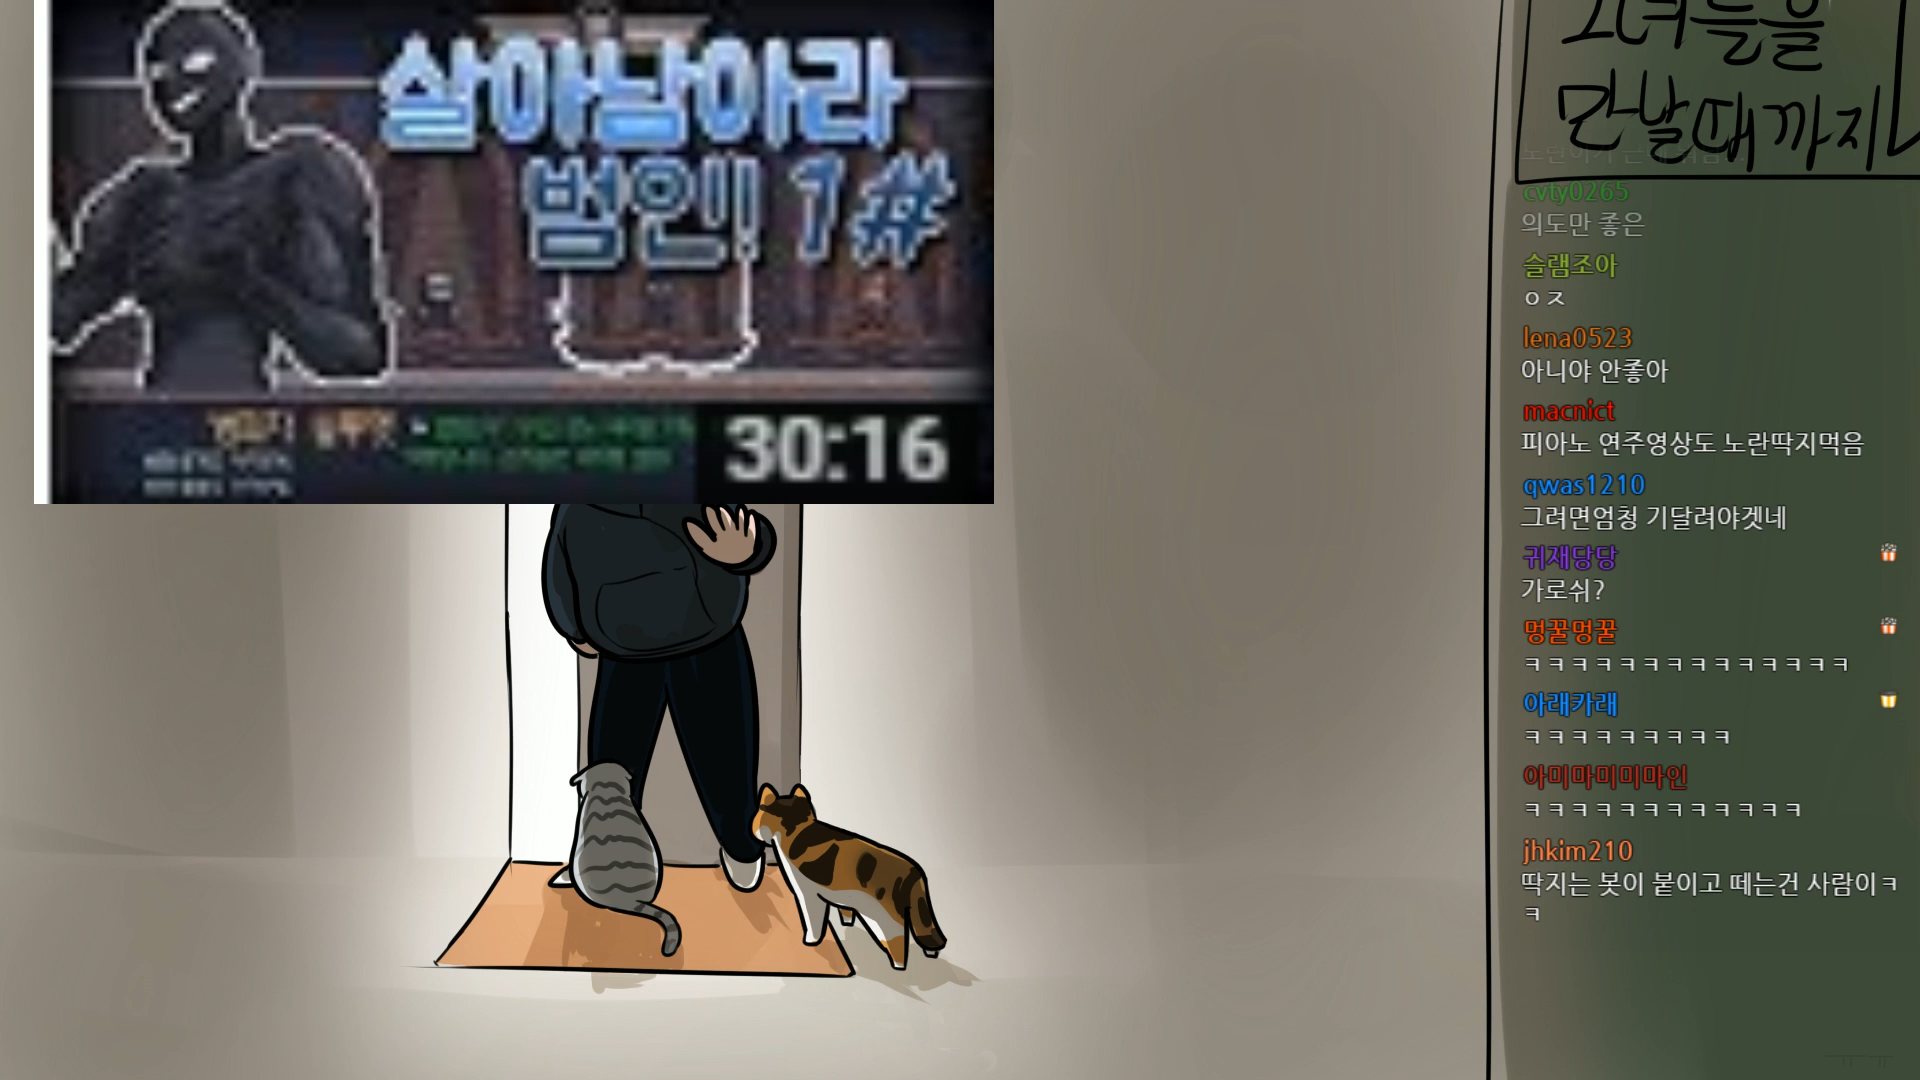 살아남아라
범인!! 1#
30:16
그녀들을
만날때까지
cvty0265
의도만 좋은
슬램조아
ㅇㅈ
lena0523
아니야 안좋아
macnict
피아노 연주영상도 노란딱지먹음
qwas1210
그려면엄청 기달려야겟네
귀재당당
가로쉬?
멍꿀멍꿀
ㅋㅋㅋㅋㅋㅋㅋㅋㅋㅋㅋㅋㅋㅋ
아래카래
ㅋㅋㅋㅋㅋㅋㅋㅋㅋ
아미마미미마인
ㅋㅋㅋㅋㅋㅋㅋㅋㅋㅋㅋㅋ
jhkim210
딱지는 봇이 붙이고 떼는건 사람이ㅋ
ㅋ